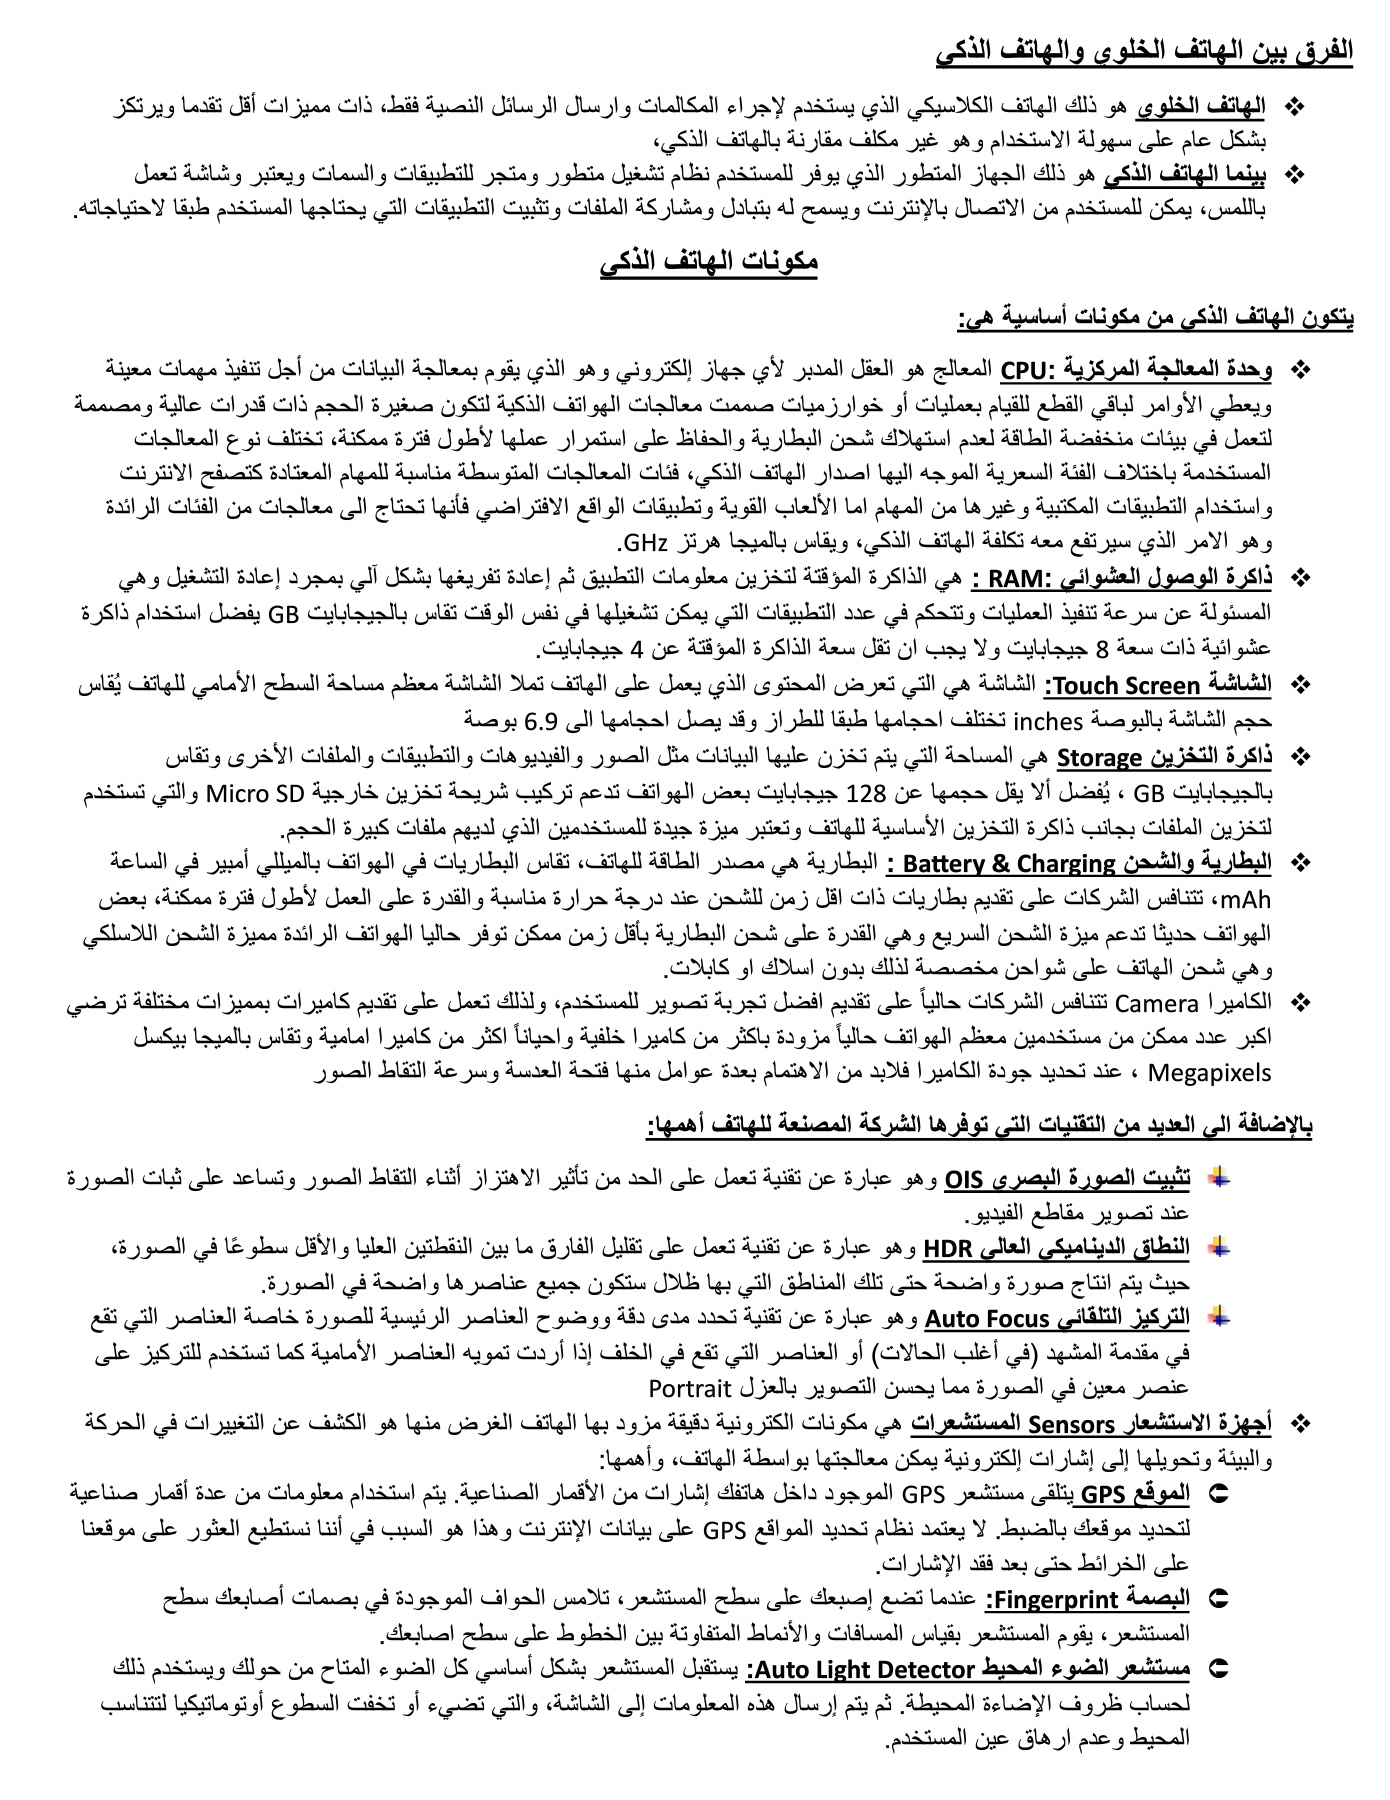 الفرق بين الهاتف الخلوي والهاتف الذكي
❖ الهاتف الخلوي هو ذلك الهاتف الكلاسيكي الذي يستخدم لإجراء المكالمات وارسال الرسائل النصية فقط، ذات مميزات أقل تقدما ويرتكز
بشكل عام على سهولة الاستخدام وهو غير مكلف مقارنة بالهاتف الذكي،
❖ بينما الهاتف الذكي هو ذلك الجهاز المتطور الذي يوفر للمستخدم نظام تشغيل متطور ومتجر للتطبيقات والسمات ويعتبر وشاشة تعمل
باللمس، يمكن للمستخدم من الاتصال بالإنترنت ويسمح له بتبادل ومشاركة الملفات وتثبيت التطبيقات التي يحتاجها المستخدم طبقا لاحتياجاته.
مكونات الهاتف الذكي
يتكون الهاتف الذكي من مكونات أساسية هي:
❖ وحدة المعالجة المركزية :CPU المعالج هو العقل المدبر لأي جهاز إلكتروني وهو الذي يقوم بمعالجة البيانات من أجل تنفيذ مهمات معينة
ويعطي الأوامر لباقي القطع للقيام بعمليات أو خوارزميات صممت معالجات الهواتف الذكية لتكون صغيرة الحجم ذات قدرات عالية ومصممة
لتعمل في بيئات منخفضة الطاقة لعدم استهلاك شحن البطارية والحفاظ على استمرار عملها لأطول فترة ممكنة، تختلف نوع المعالجات
المستخدمة باختلاف الفئة السعرية الموجه اليها اصدار الهاتف الذكي، فئات المعالجات المتوسطة مناسبة للمهام المعتادة كتصفح الانترنت
واستخدام التطبيقات المكتبية وغيرها من المهام اما الألعاب القوية وتطبيقات الواقع الافتراضي فأنها تحتاج الى معالجات من الفئات الرائدة
وهو الامر الذي سيرتفع معه تكلفة الهاتف الذكي، ويقاس بالميجا هرتز GHz.
❖ ذاكرة الوصول العشوائي :RAM : هي الذاكرة المؤقتة لتخزين معلومات التطبيق ثم إعادة تفريغها بشكل آلي بمجرد إعادة التشغيل وهي
المسئولة عن سرعة تنفيذ العمليات وتتحكم في عدد التطبيقات التي يمكن تشغيلها في نفس الوقت تقاس بالجيجابايت GB يفضل استخدام ذاكرة
عشوائية ذات سعة 8 جيجابايت ولا يجب ان تقل سعة الذاكرة المؤقتة عن 4 جيجابايت.
❖ الشاشة Touch Screen: الشاشة هي التي تعرض المحتوى الذي يعمل على الهاتف تملا الشاشة معظم مساحة السطح الأمامي للهاتف يُقاس
حجم الشاشة بالبوصة inches تختلف احجامها طبقا للطراز وقد يصل احجامها الى 6.9 بوصة
❖ ذاكرة التخزين Storage هي المساحة التي يتم تخزن عليها البيانات مثل الصور والفيديوهات والتطبيقات والملفات الأخرى وتقاس
بالجيجابايت GB ، يُفضل ألا يقل حجمها عن 128 جيجابايت بعض الهواتف تدعم تركيب شريحة تخزين خارجية Micro SD والتي تستخدم
لتخزين الملفات بجانب ذاكرة التخزين الأساسية للهاتف وتعتبر ميزة جيدة للمستخدمين الذي لديهم ملفات كبيرة الحجم.
❖ البطارية والشحن Battery & Charging : البطارية هي مصدر الطاقة للهاتف، تقاس البطاريات في الهواتف بالميللي أمبير في الساعة
mAh، تتنافس الشركات على تقديم بطاريات ذات اقل زمن للشحن عند درجة حرارة مناسبة والقدرة على العمل لأطول فترة ممكنة، بعض
الهواتف حديثا تدعم ميزة الشحن السريع وهي القدرة على شحن البطارية بأقل زمن ممكن توفر حاليا الهواتف الرائدة مميزة الشحن اللاسلكي
وهي شحن الهاتف على شواحن مخصصة لذلك بدون اسلاك او كابلات.
❖ الكاميرا Camera تتنافس الشركات حالياً على تقديم افضل تجربة تصوير للمستخدم، ولذلك تعمل على تقديم كاميرات بمميزات مختلفة ترضي
اكبر عدد ممكن من مستخدمين معظم الهواتف حالياً مزودة باكثر من كاميرا خلفية واحياناً اكثر من كاميرا امامية وتقاس بالميجا بيكسل
Megapixels ، عند تحديد جودة الكاميرا فلابد من الاهتمام بعدة عوامل منها فتحة العدسة وسرعة التقاط الصور
بالإضافة الي العديد من التقنيات التي توفرها الشركة المصنعة للهاتف أهمها:
تثبيت الصورة البصري OIS وهو عبارة عن تقنية تعمل على الحد من تأثير الاهتزاز أثناء التقاط الصور وتساعد على ثبات الصورة
عند تصوير مقاطع الفيديو.
النطاق الديناميكي العالي HDR وهو عبارة عن تقنية تعمل على تقليل الفارق ما بين النقطتين العليا والأقل سطوعًا في الصورة،
حيث يتم انتاج صورة واضحة حتى تلك المناطق التي بها ظلال ستكون جميع عناصرها واضحة في الصورة.
التركيز التلقائي Auto Focus وهو عبارة عن تقنية تحدد مدى دقة ووضوح العناصر الرئيسية للصورة خاصة العناصر التي تقع
في مقدمة المشهد (في أغلب الحالات) أو العناصر التي تقع في الخلف إذا أردت تمويه العناصر الأمامية كما تستخدم للتركيز على
عنصر معين في الصورة مما يحسن التصوير بالعزل Portrait
❖ أجهزة الاستشعار Sensors المستشعرات هي مكونات الكترونية دقيقة مزود بها الهاتف الغرض منها هو الكشف عن التغييرات في الحركة
والبيئة وتحويلها إلى إشارات إلكترونية يمكن معالجتها بواسطة الهاتف، وأهمها:
الموقع GPS يتلقى مستشعر GPS الموجود داخل هاتفك إشارات من الأقمار الصناعية. يتم استخدام معلومات من عدة أقمار صناعية
لتحديد موقعك بالضبط. لا يعتمد نظام تحديد المواقع GPS على بيانات الإنترنت وهذا هو السبب في أننا نستطيع العثور على موقعنا
على الخرائط حتى بعد فقد الإشارات.
البصمة Fingerprint: عندما تضع إصبعك على سطح المستشعر، تلامس الحواف الموجودة في بصمات أصابعك سطح
المستشعر، يقوم المستشعر بقياس المسافات والأنماط المتفاوتة بين الخطوط على سطح اصابعك.
مستشعر الضوء المحيط Auto Light Detector: يستقبل المستشعر بشكل أساسي كل الضوء المتاح من حولك ويستخدم ذلك
لحساب ظروف الإضاءة المحيطة. ثم يتم إرسال هذه المعلومات إلى الشاشة، والتي تضيء أو تخفت السطوع أوتوماتيكيا لتتناسب
المحيط وعدم ارهاق عين المستخدم.